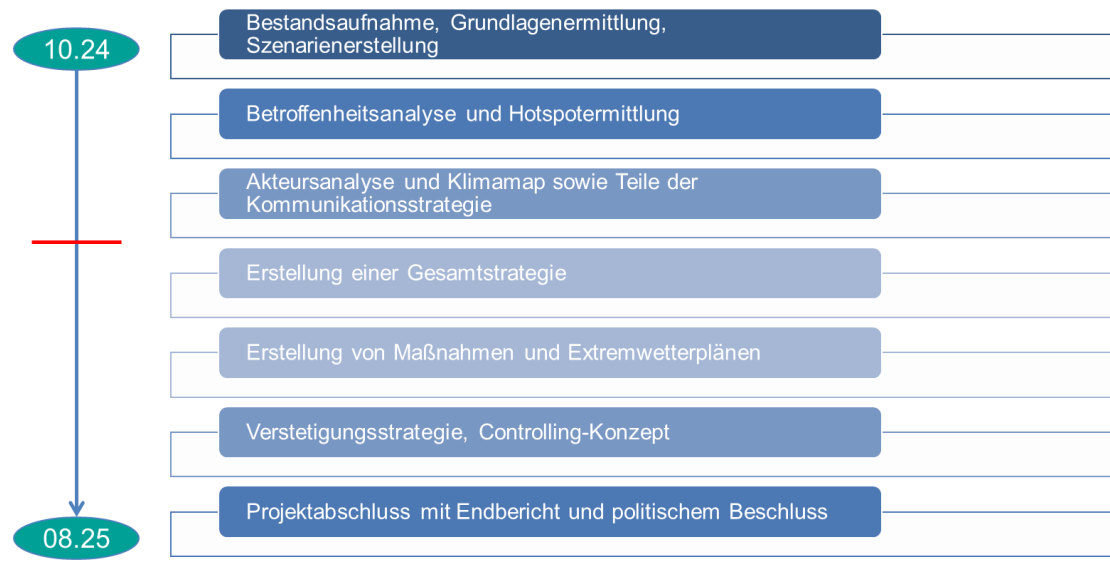 10.24
Bestandsaufnahme, Grundlagenermittlung,
Szenarienerstellung
Betroffenheitsanalyse und Hotspotermittlung
Akteursanalyse und Klimamap sowie Teile der
Kommunikationsstrategie
Erstellung einer Gesamtstrategie
Erstellung von Maßnahmen und Extremwetterplänen
Verstetigungsstrategie, Controlling-Konzept
Projektabschluss mit Endbericht und politischem Beschluss
08.25